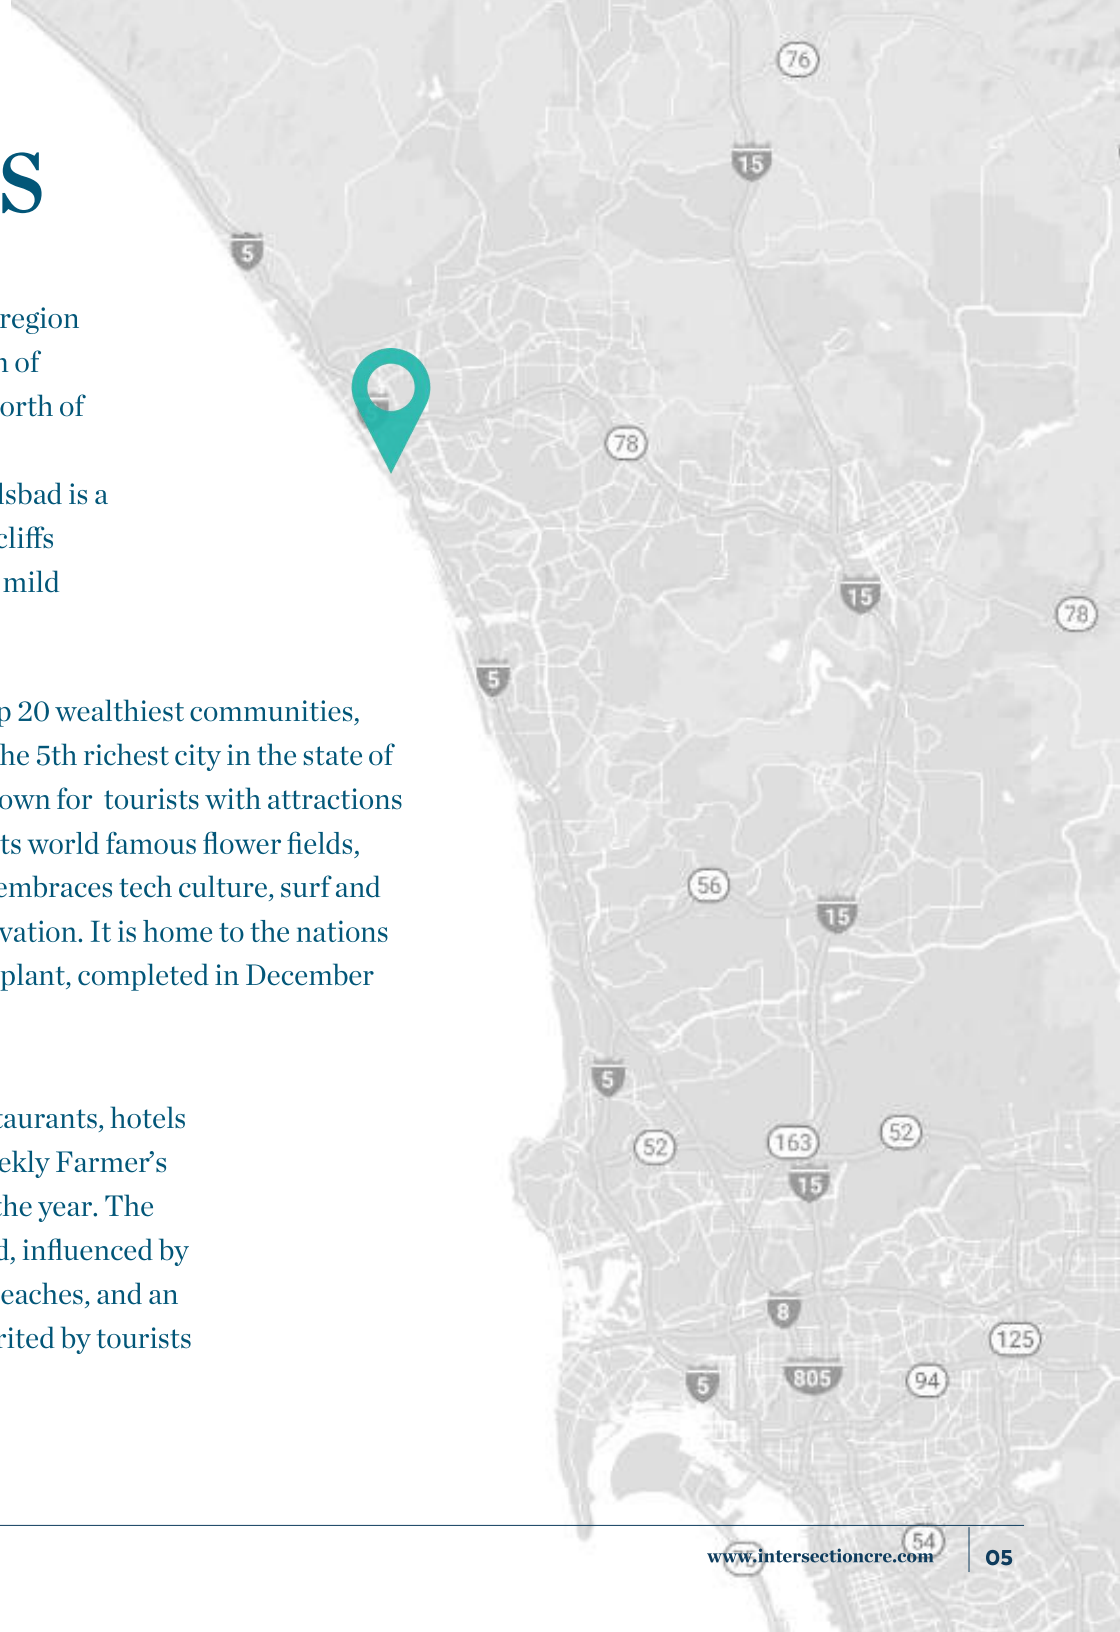 S
region
n of
orth of
lsbad is a
cliffs
mild
p 20 wealthiest communities,
he 5th richest city in the state of
own for tourists with attractions
ts world famous flower fields,
embraces tech culture, surf and
vation. It is home to the nations
plant, completed in December
taurants, hotels
ekly Farmer’s
the year. The
d, influenced by
eaches, and an
rited by tourists
76
15
5
5
78
15
78
5
56
15
5
52
163
52
15
8
125
5
805
94
54
75
www.intersectioncre.com
05